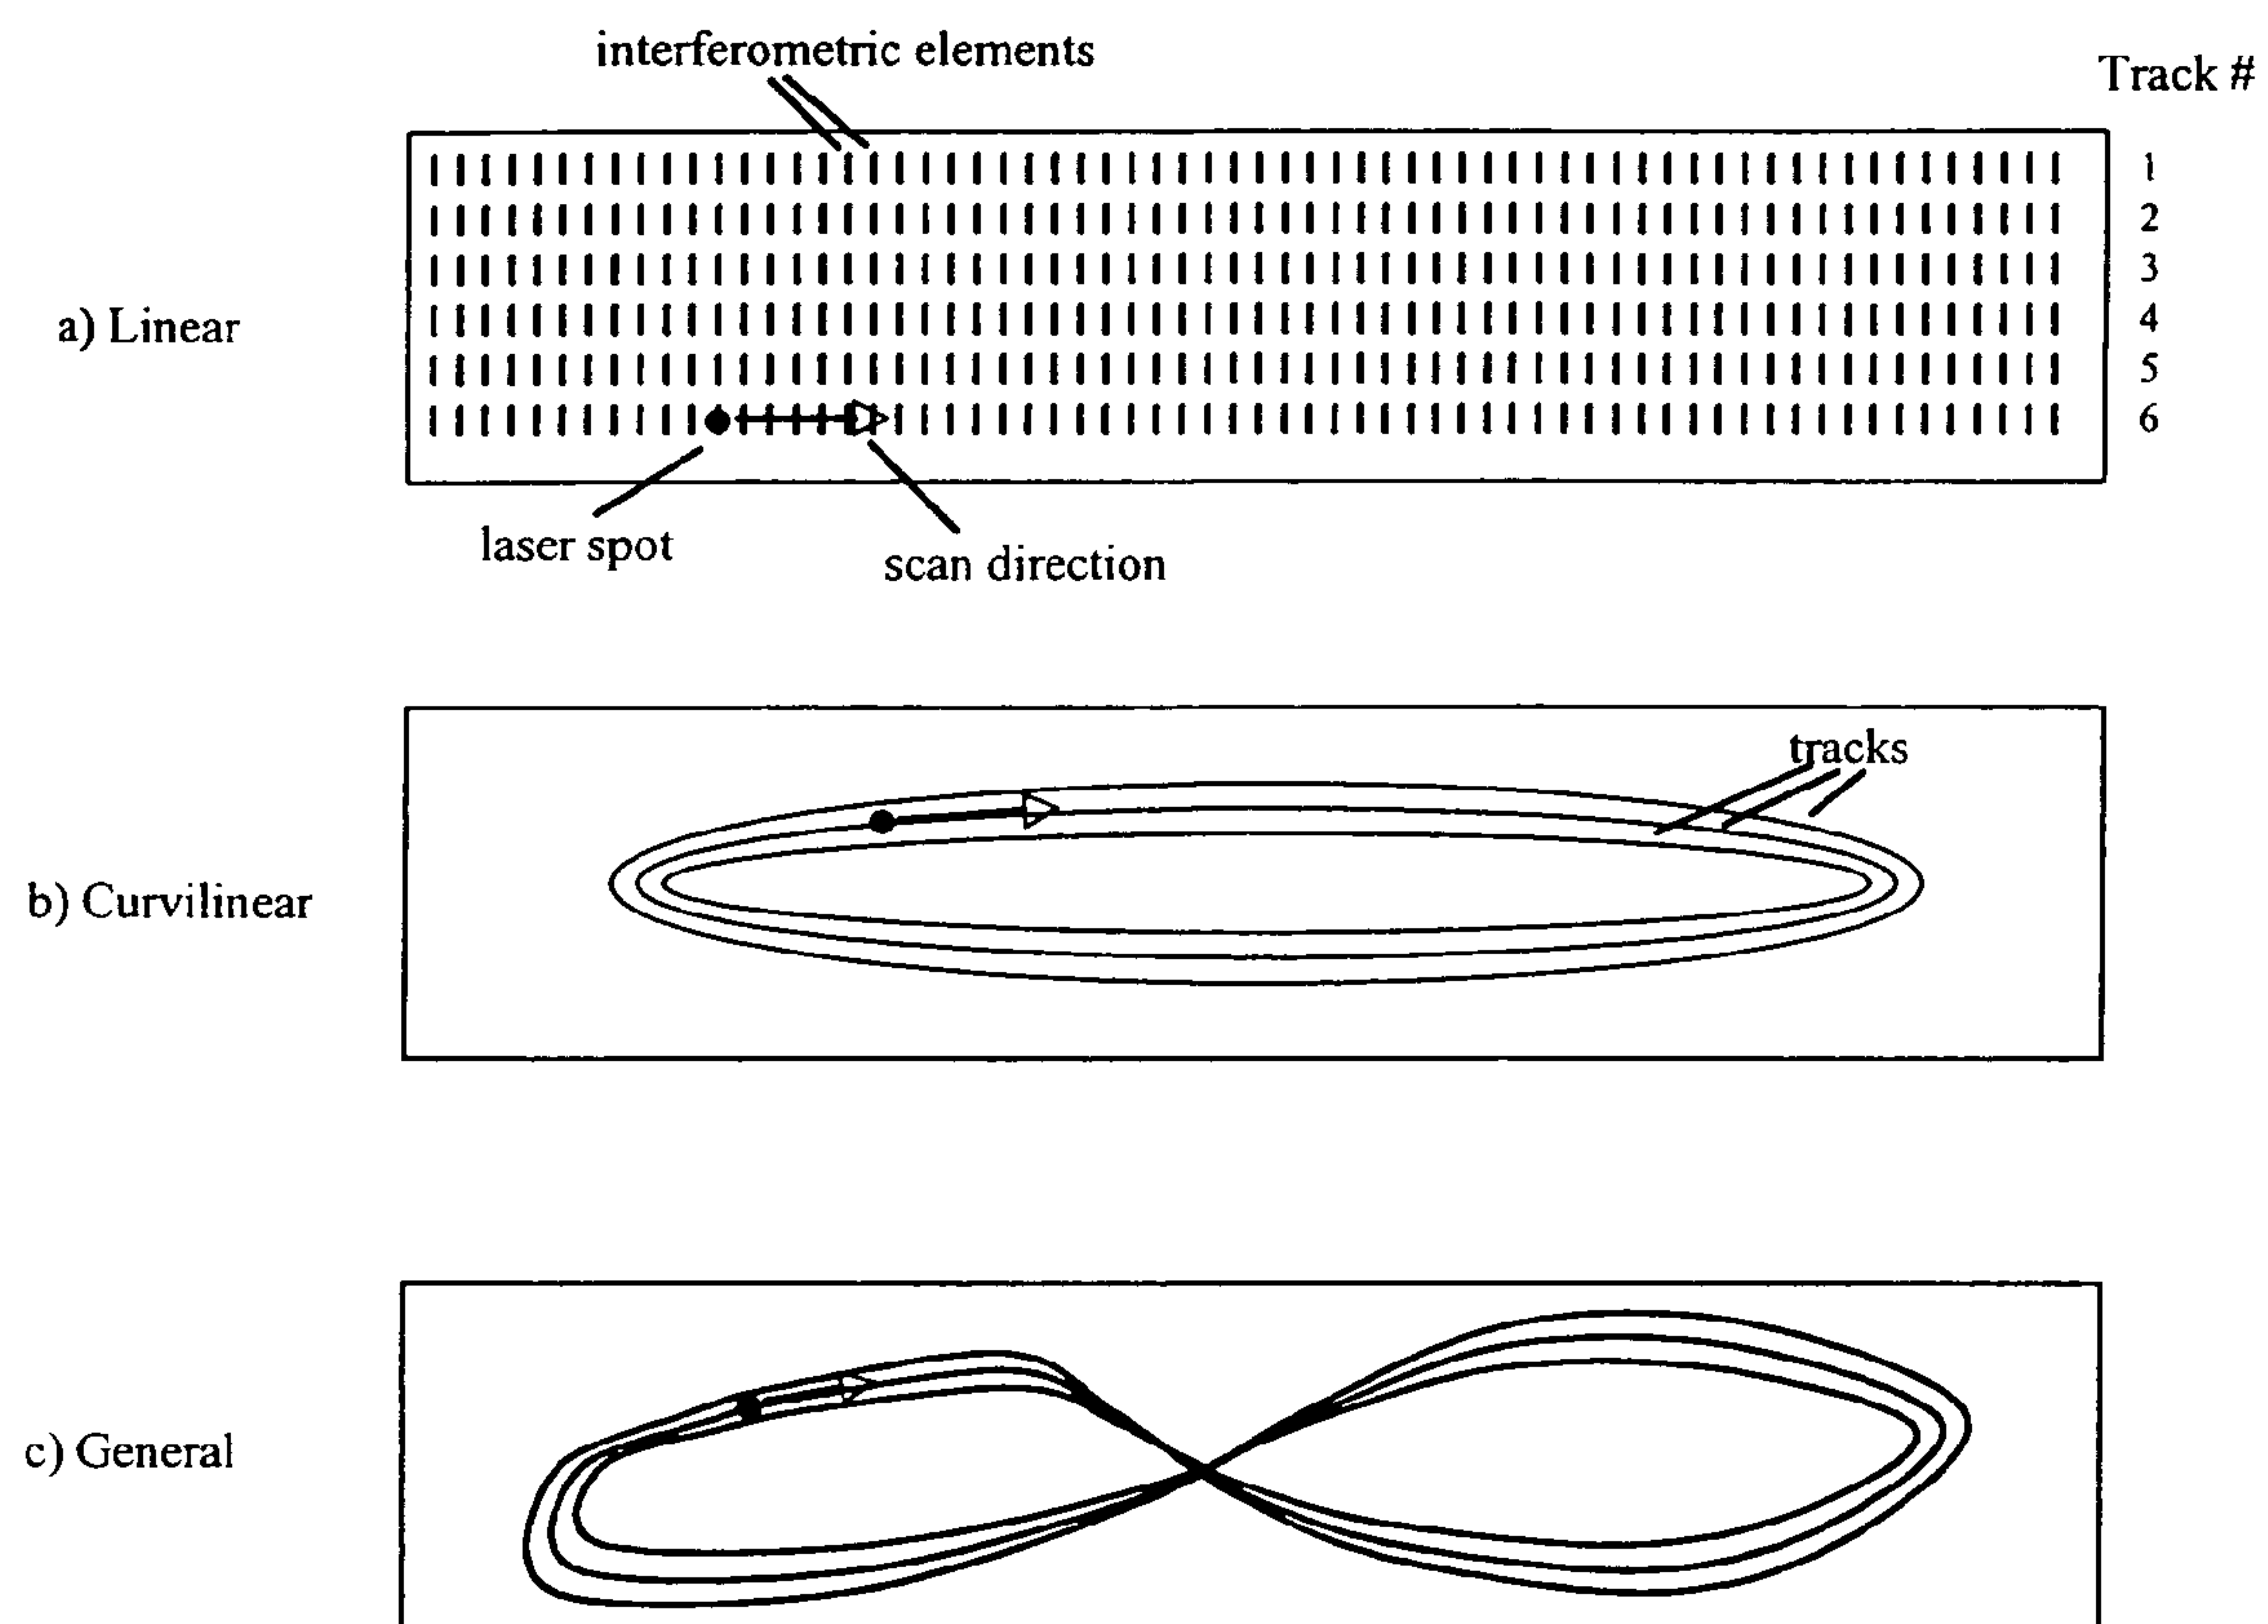 interferometric elements
Track #
1
2
3
4
5
6
a) Linear
laser spot
scan direction
tracks
b) Curvilinear
c) General